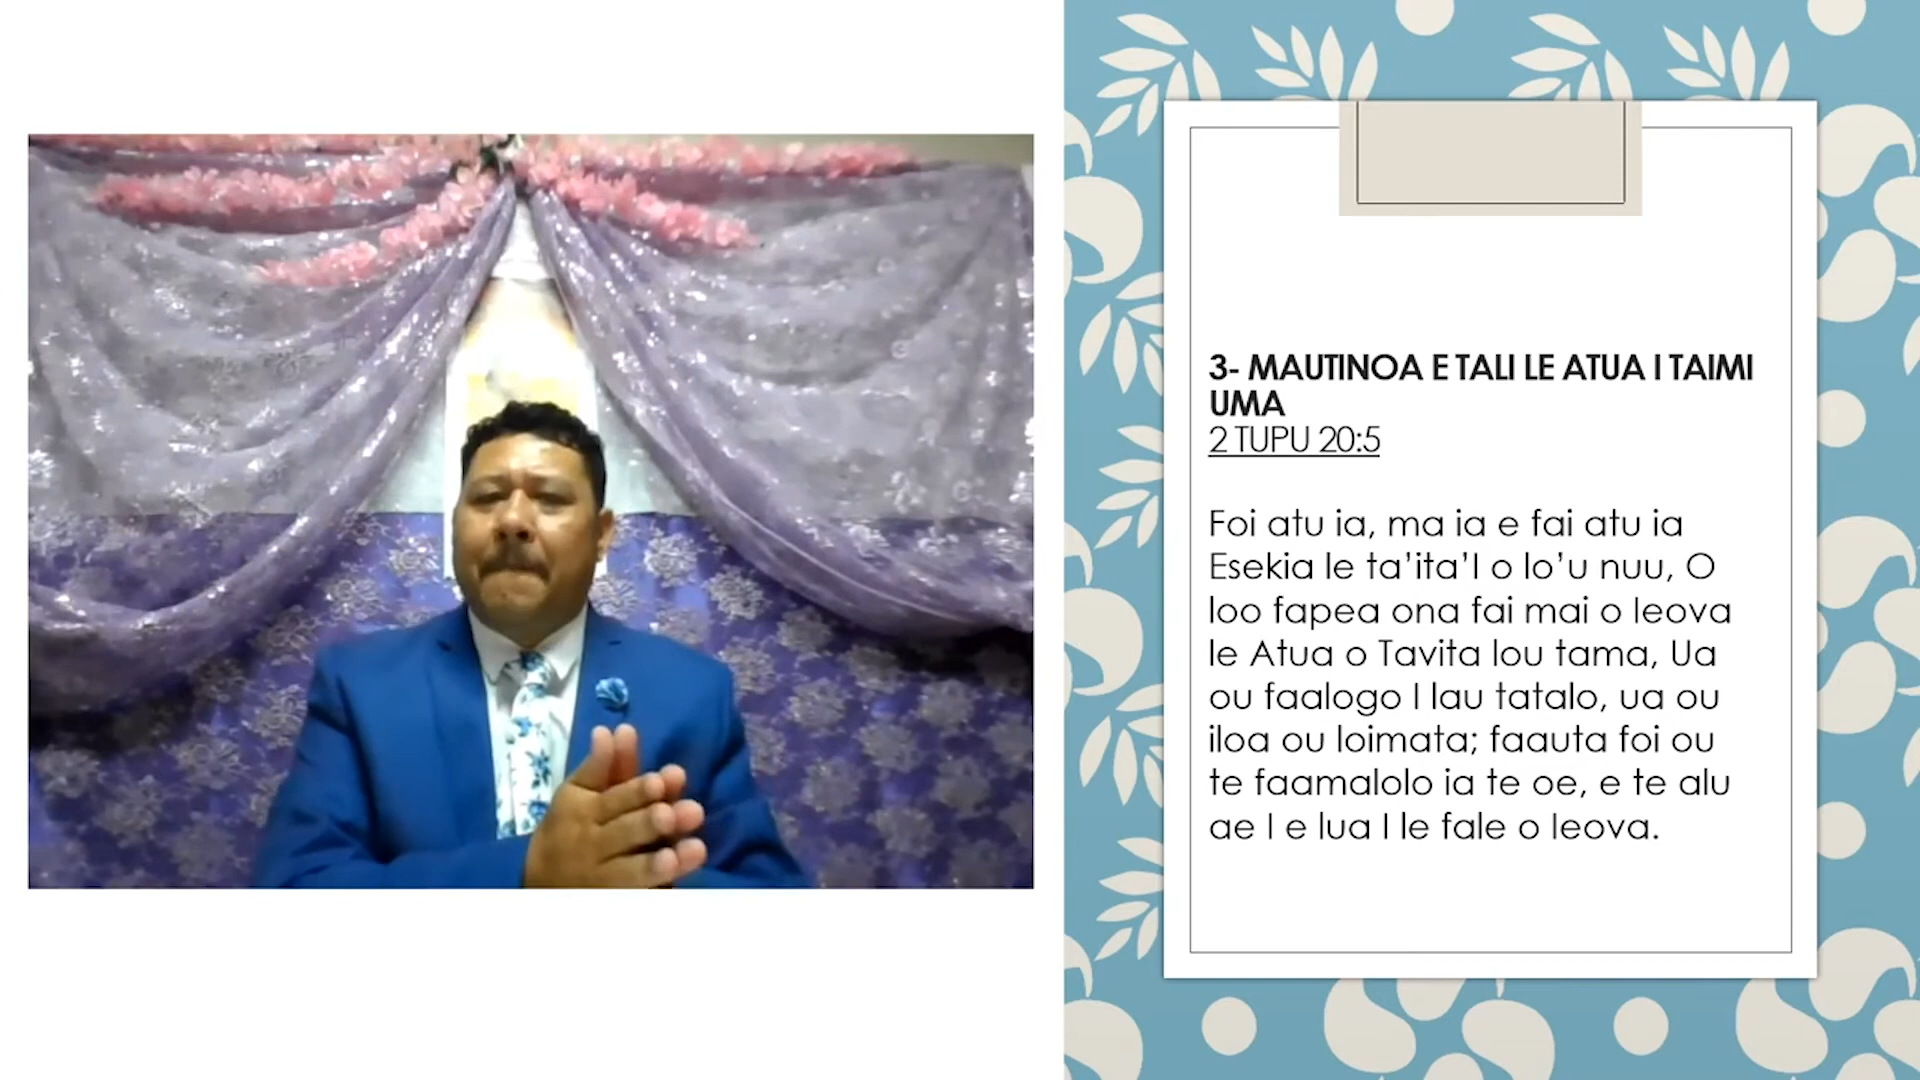 3- MAUTINOA E TALI LE ATUA I TAIMI
UMA
2 TUPU 20:5
Foi atu ia, ma ia e fai atu ia
Esekia le ta’ita’I o lo’u nuu, O
loo fapea ona fai mai o Ieova
le Atua o Tavita lou tama, Ua
ou faalogo I lau tatalo, ua ou
iloa ou loimata; faauta foi ou
te faamalolo ia te oe, e te alu
ae I e lua I le fale o Ieova.